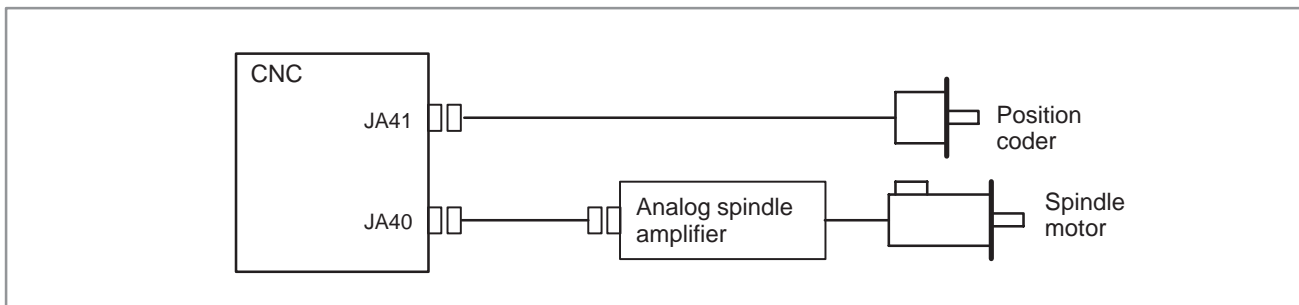 CNC
JA41
Position
coder
JA40
Analog spindle
amplifier
Spindle
motor